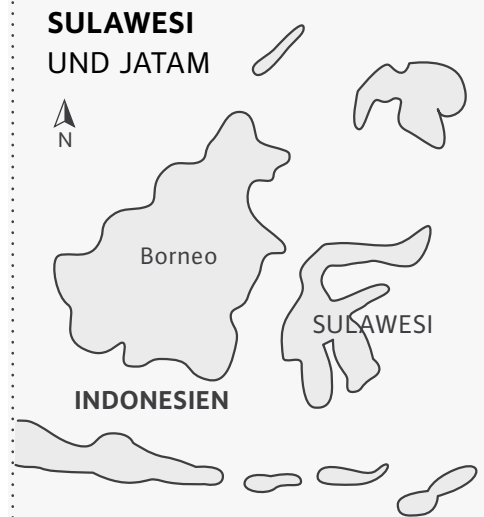 SULAWESI
UND JATAM
N
Borneo
SULAWESI
INDONESIEN